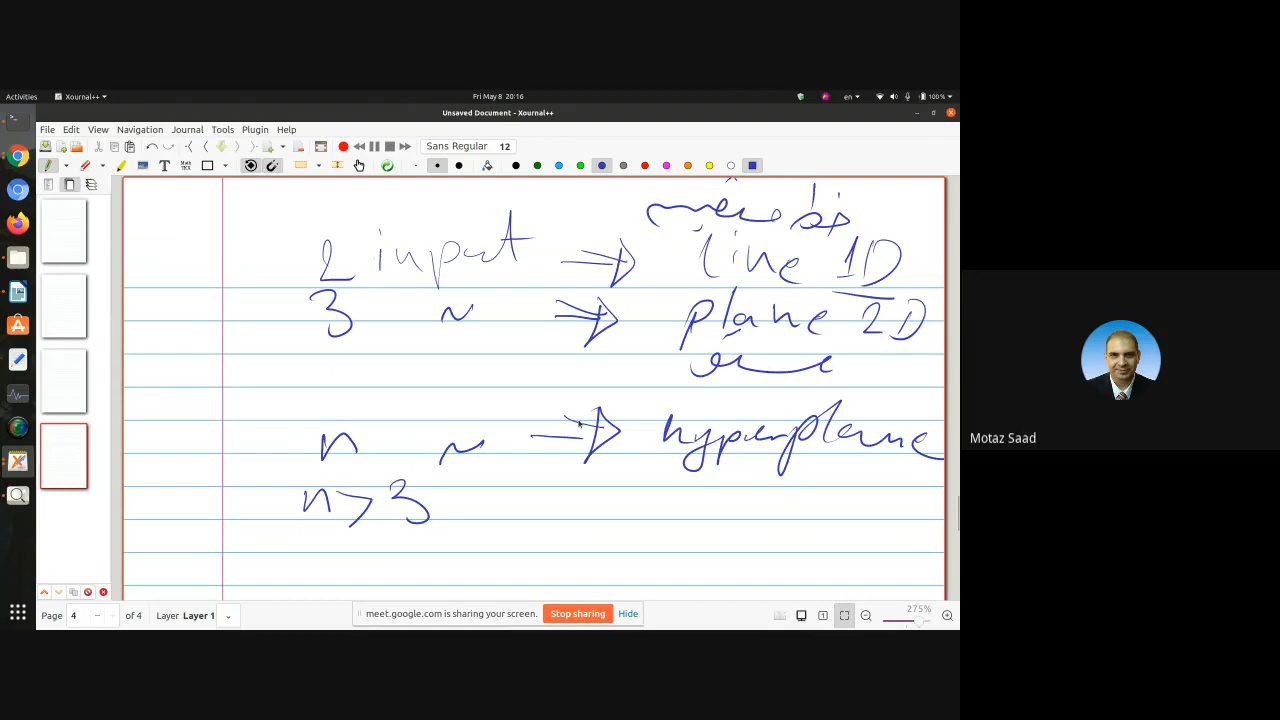 Activities Xournal++ Fri May 8 20:16 en 100%
Unsaved Document - Xournal++
File Edit View Navigation Journal Tools Plugin Help
Sans Regular 12
خط مستقيم
2 input ⇒ line 1D
3 ~ ⇒ plane 2D
مستوى
n ~ ⇒ hyperplane
n > 3
Motaz Saad
Page 4 of 4 Layer Layer 1 meet.google.com is sharing your screen. Stop sharing Hide 275%